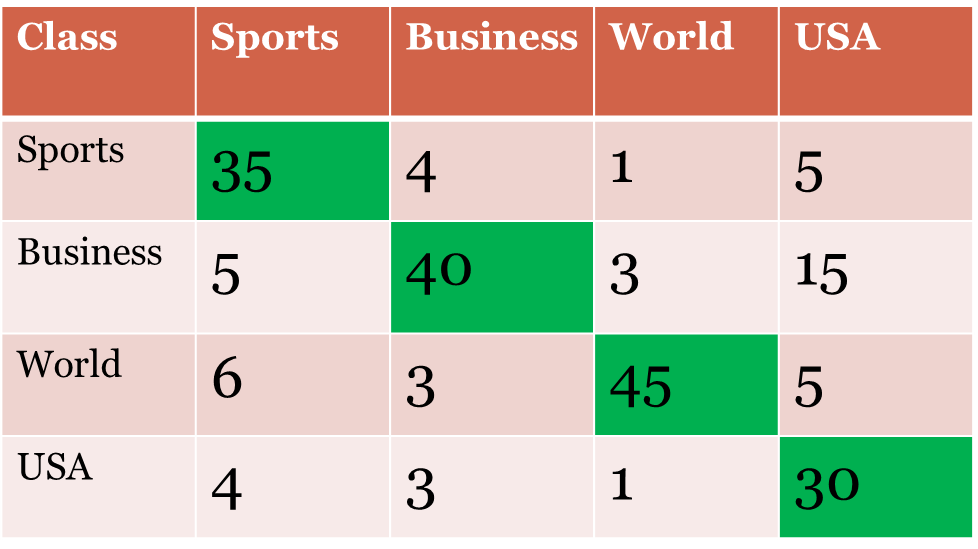 Class Sports Business World USA
Sports 35 4 1 5
Business 5 40 3 15
World 6 3 45 5
USA 4 3 1 30